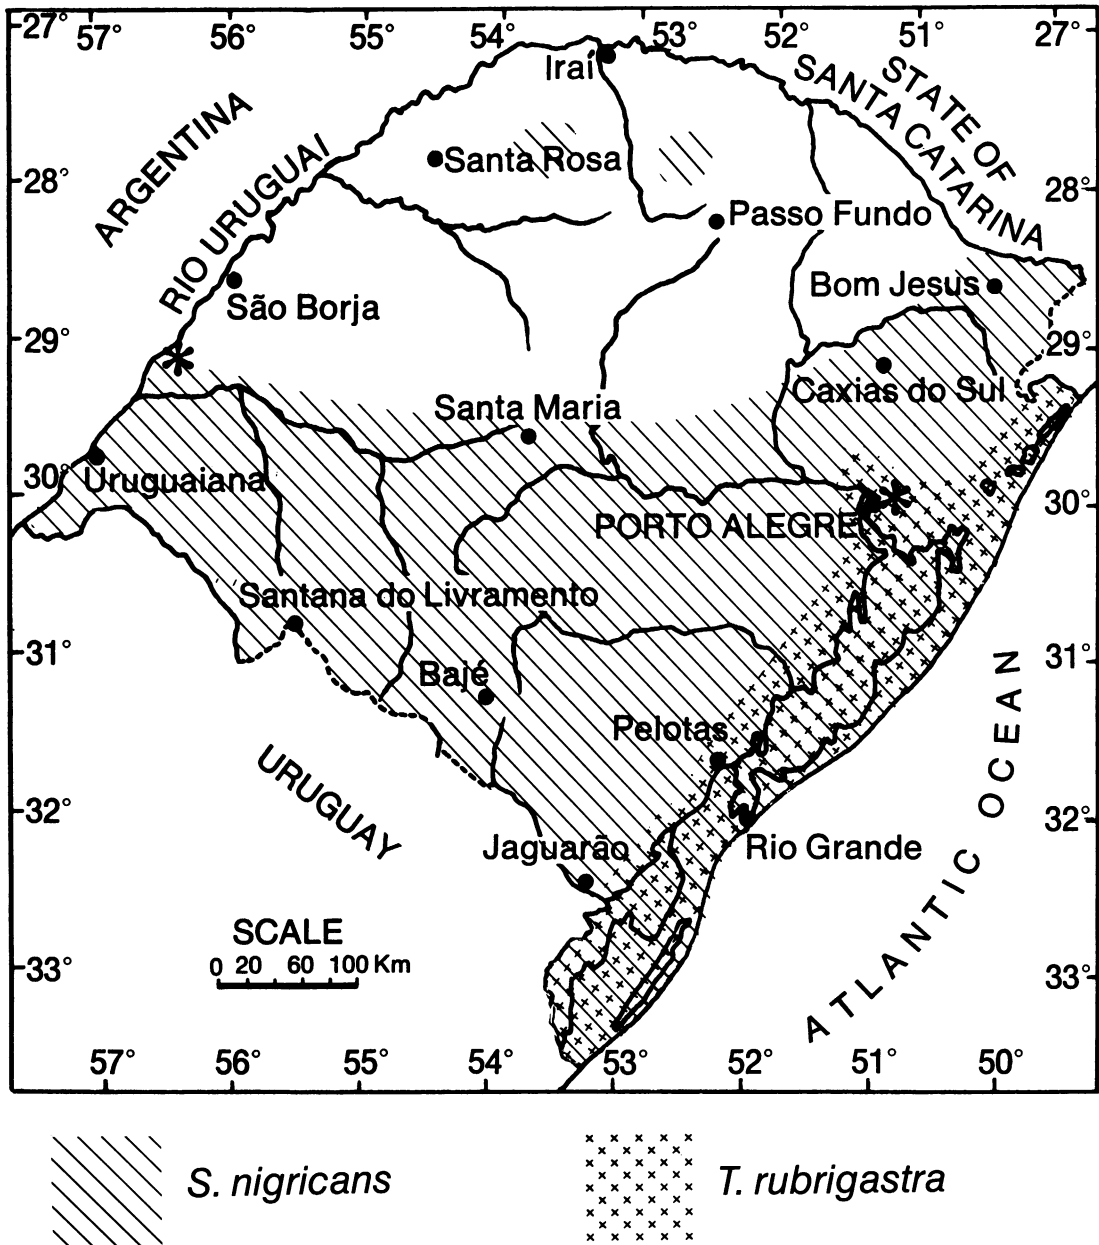 27° 57° 56° 55° 54° 53° 52° 51° 27°
Iraí
STATE OF
SANTA CATARINA
ARGENTINA
RIO URUGUAI
Santa Rosa
28° 28°
Passo Fundo
Bom Jesus
São Borja
29° 29°
Caxias do Sul
Santa Maria
30° Uruguaiana 30°
PORTO ALEGRE
Santana do Livramento
31° 31°
Bajé
Pelotas
URUGUAY
ATLANTIC OCEAN
32° 32°
Jaguarão
Rio Grande
SCALE
0 20 60 100 Km
33° 33°
57° 56° 55° 54° 53° 52° 51° 50°
S. nigricans
T. rubrigastra